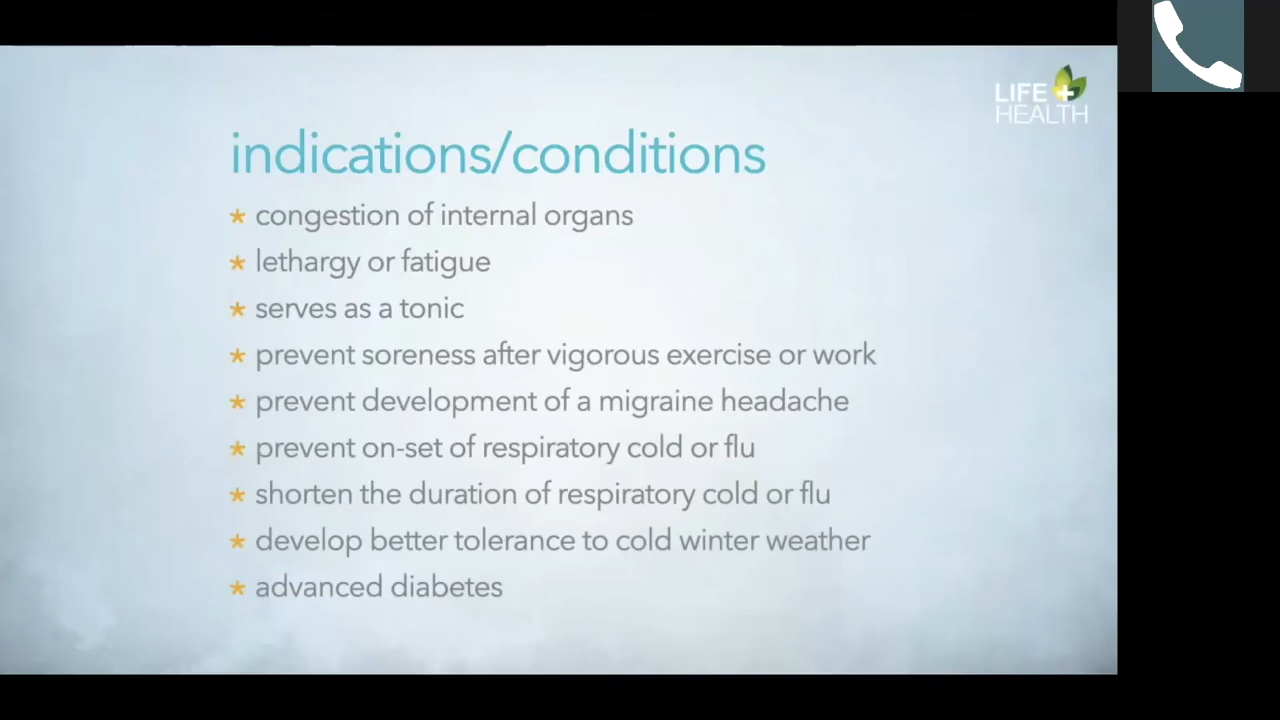 LIFE +
HEALTH
indications/conditions
* congestion of internal organs
* lethargy or fatigue
* serves as a tonic
* prevent soreness after vigorous exercise or work
* prevent development of a migraine headache
* prevent on-set of respiratory cold or flu
* shorten the duration of respiratory cold or flu
* develop better tolerance to cold winter weather
* advanced diabetes